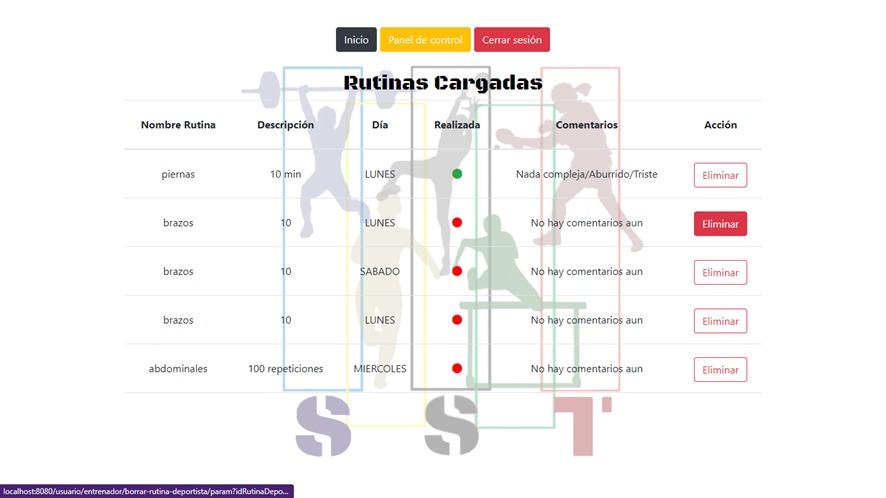 Inicio Panel de control Cerrar sesión
Rutinas Cargadas
Nombre Rutina Descripción Día Realizada Comentarios Acción
piernas 10 min LUNES Nada compleja/Aburrido/Triste Eliminar
brazos 10 LUNES No hay comentarios aun Eliminar
brazos 10 SABADO No hay comentarios aun Eliminar
brazos 10 LUNES No hay comentarios aun Eliminar
abdominales 100 repeticiones MIERCOLES No hay comentarios aun Eliminar
S S T
localhost:8080/usuario/entrenador/borrar-rutina-deportista/param?idRutinaDepo...